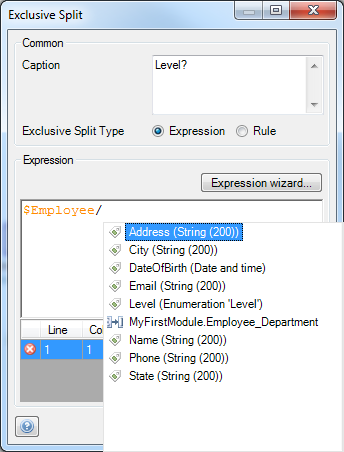 Exclusive Split
Common
Caption
Level?
Exclusive Split Type
Expression
Rule
Expression
Expression wizard...
$Employee/
Address (String (200))
City (String (200))
DateOfBirth (Date and time)
Email (String (200))
Level (Enumeration 'Level')
MyFirstModule.Employee_Department
Name (String (200))
Phone (String (200))
State (String (200))
Line
1
1